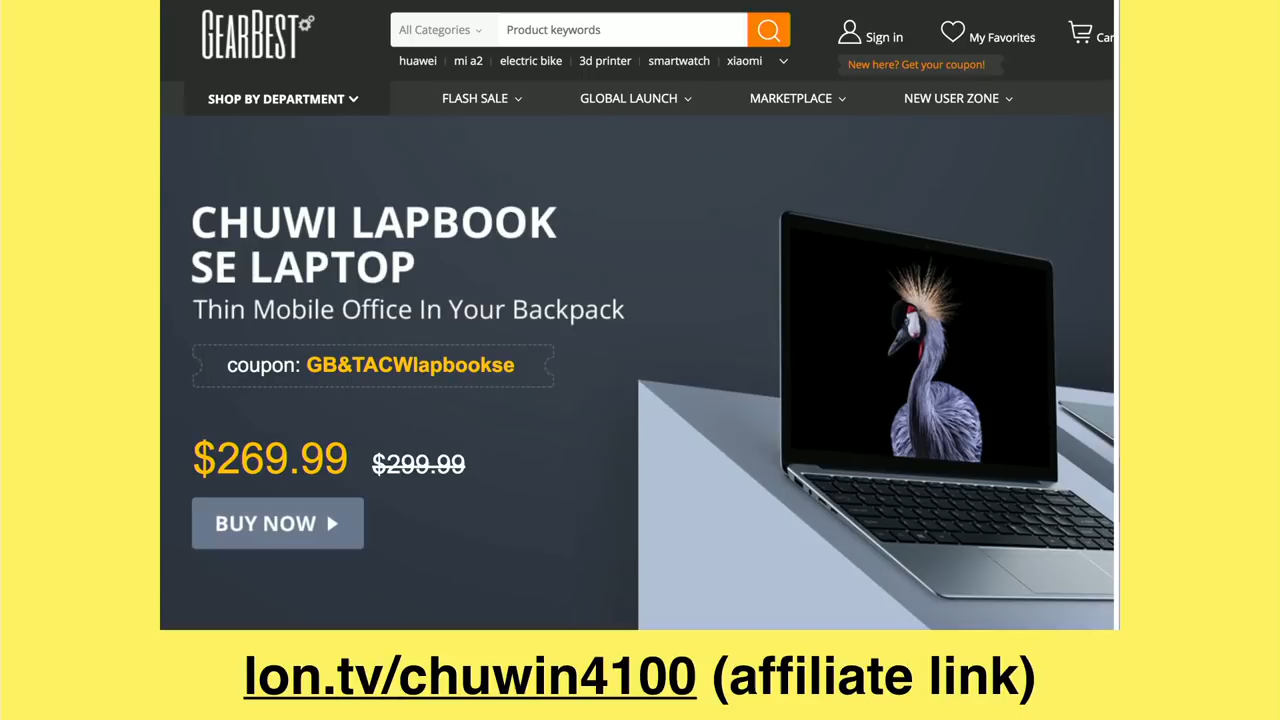 GEARBEST
All Categories
Product keywords
Sign in
My Favorites
Car
huawei
mi a2
electric bike
3d printer
smartwatch
xiaomi
New here? Get your coupon!
SHOP BY DEPARTMENT
FLASH SALE
GLOBAL LAUNCH
MARKETPLACE
NEW USER ZONE
CHUWI LAPBOOK
SE LAPTOP
Thin Mobile Office In Your Backpack
coupon: GB&TACWlapbookse
$269.99 $299.99
BUY NOW
lon.tv/chuwin4100 (affiliate link)